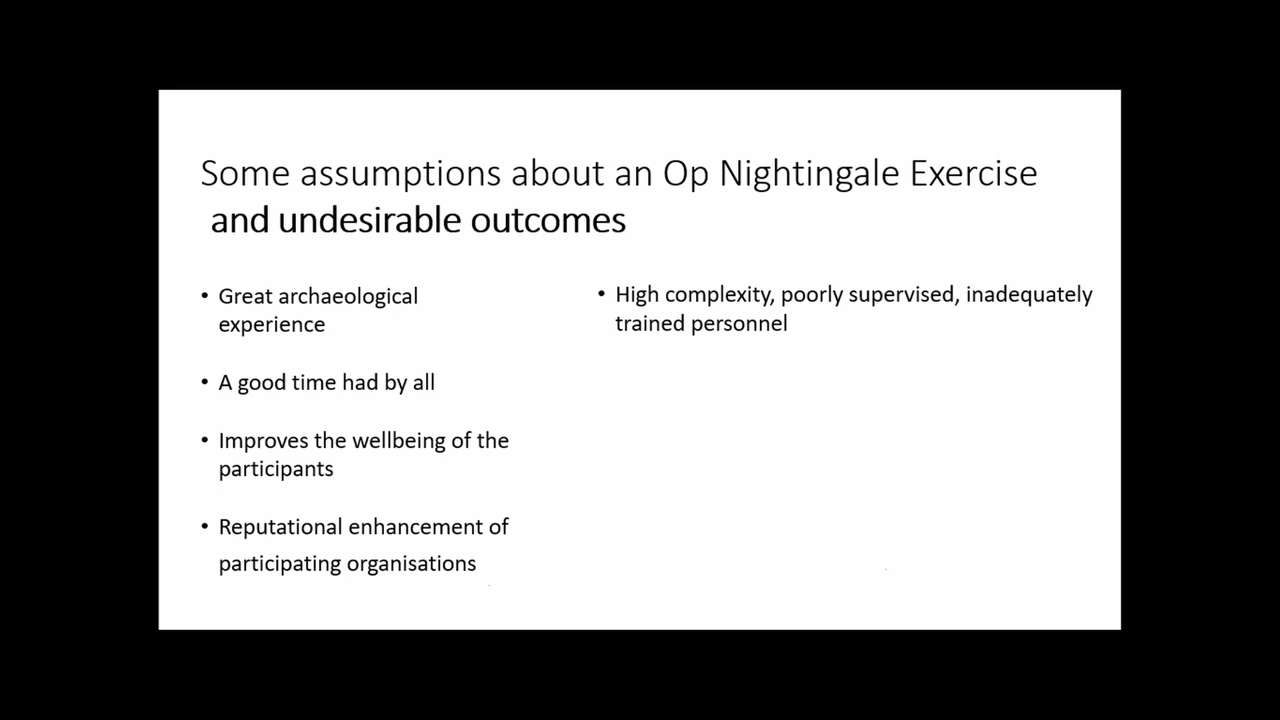 Some assumptions about an Op Nightingale Exercise
and undesirable outcomes
• Great archaeological
experience
• A good time had by all
• Improves the wellbeing of the
participants
• Reputational enhancement of
participating organisations
• High complexity, poorly supervised, inadequately
trained personnel